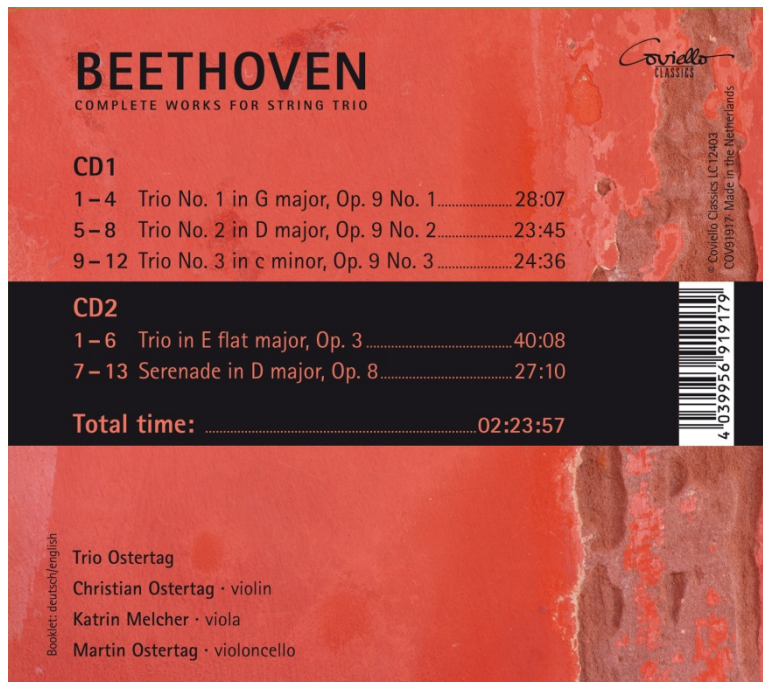 BEETHOVEN
COMPLETE WORKS FOR STRING TRIO
Coviello
CLASSICS
CD1
1–4 Trio No. 1 in G major, Op. 9 No. 1 28:07
5–8 Trio No. 2 in D major, Op. 9 No. 2 23:45
9–12 Trio No. 3 in c minor, Op. 9 No. 3 24:36
© Coviello Classics LC12403
COV91917· Made in the Netherlands
CD2
1–6 Trio in E flat major, Op. 3 40:08
7–13 Serenade in D major, Op. 8 27:10
Total time: 02:23:57
4 039956 919179
Booklet: deutsch/english
Trio Ostertag
Christian Ostertag · violin
Katrin Melcher · viola
Martin Ostertag · violoncello